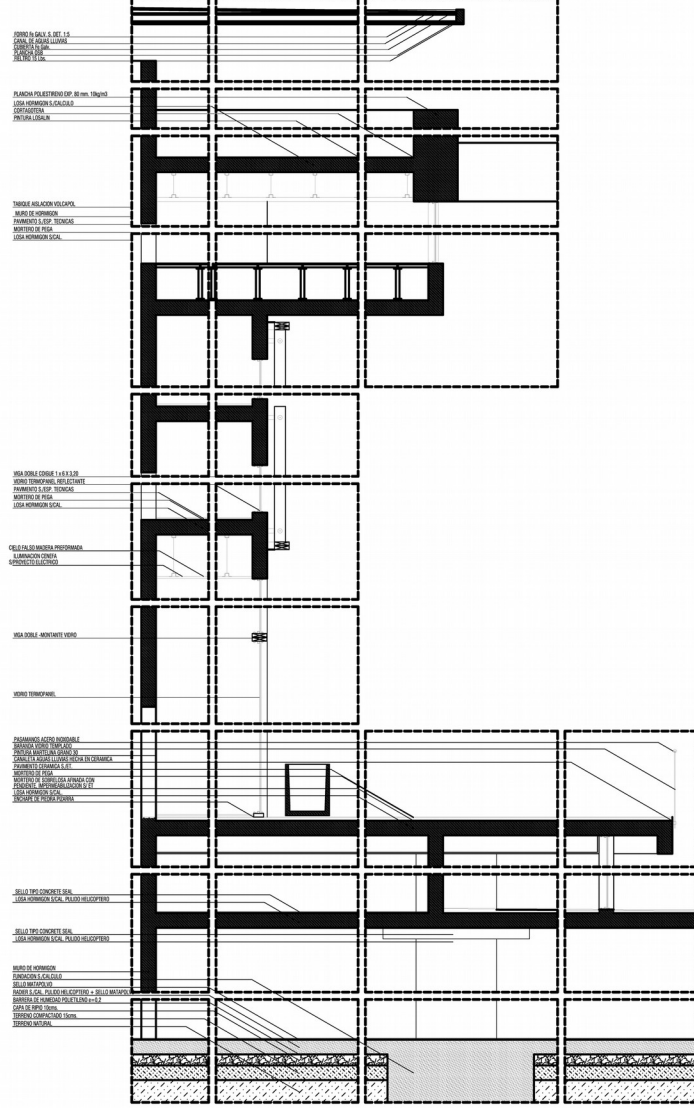 FORRO Fe GALV. S. DET. 1:5
CANAL DE AGUAS LLUVIAS
CUBIERTA Fe Galv.
PLANCHA OSB
FIELTRO 15 Lbs.
PLANCHA POLIESTIRENO EXP. 80 mm. 10kg/m3
LOSA HORMIGON S./CALCULO
CORTAGOTERA
PINTURA LOSALIN
TABIQUE AISLACION VOLCAPOL
MURO DE HORMIGON
PAVIMENTO S./ESP. TECNICAS
MORTERO DE PEGA
LOSA HORMIGON S/CAL.
VIGA DOBLE COIGUE 1 x 6 X 3,20
VIDRIO TERMOPANEL REFLECTANTE
PAVIMENTO S./ESP. TECNICAS
MORTERO DE PEGA
LOSA HORMIGON S/CAL.
CIELO FALSO MADERA PREFORMADA
ILUMINACION CENEFA
S/PROYECTO ELECTRICO
VIGA DOBLE -MONTANTE VIDRO
VIDRIO TERMOPANEL
PASAMANOS ACERO INOXIDABLE
BARANDA VIDRIO TEMPLADO
PINTURA MARTELINA GRANO 30
CANALETA AGUAS LLUVIAS HECHA EN CERAMICA
PAVIMENTO CERAMICA S./ET.
MORTERO DE PEGA
MORTERO DE SOBRELOSA AFINADA CON
PENDIENTE, IMPERMEABILIZACION S/ ET
LOSA HORMIGON S/CAL.
ENCHAPE DE PIEDRA PIZARRA
SELLO TIPO CONCRETE SEAL
LOSA HORMIGON S/CAL. PULIDO HELICOPTERO
SELLO TIPO CONCRETE SEAL
LOSA HORMIGON S/CAL. PULIDO HELICOPTERO
MURO DE HORMIGON
FUNDACION S./CALCULO
SELLO MATAPOLVO
RADIER S./CAL. PULIDO HELICOPTERO + SELLO MATAPOLVO
BARRERA DE HUMEDAD POLIETILENO e=0.2
CAPA DE RIPIO 10cms.
TERRENO COMPACTADO 15cms.
TERRENO NATURAL